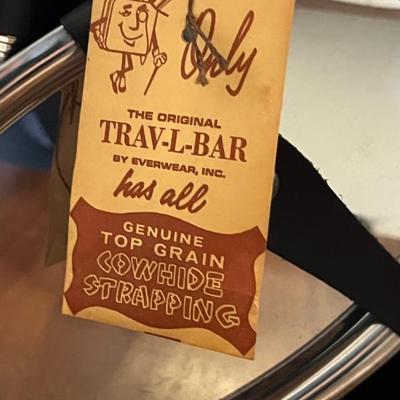 Only
THE ORIGINAL
TRAV-L-BAR
BY EVERWEAR, INC.
has all
GENUINE
TOP GRAIN
COWHIDE
STRAPPING